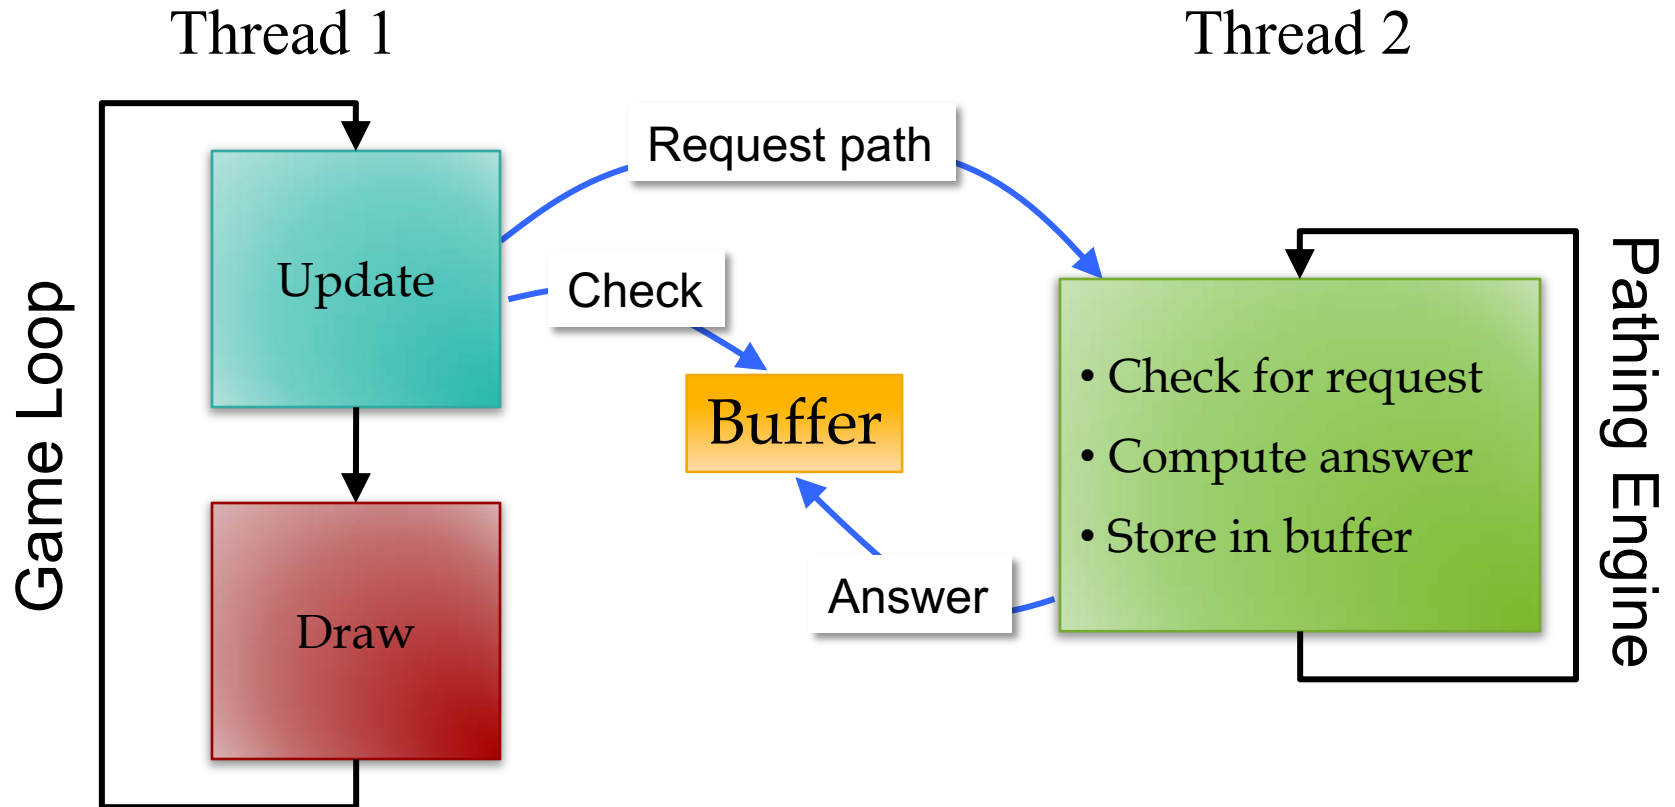 Thread 1
Thread 2
Request path
Update
Check
Game Loop
Buffer
• Check for request
• Compute answer
• Store in buffer
Pathing Engine
Answer
Draw